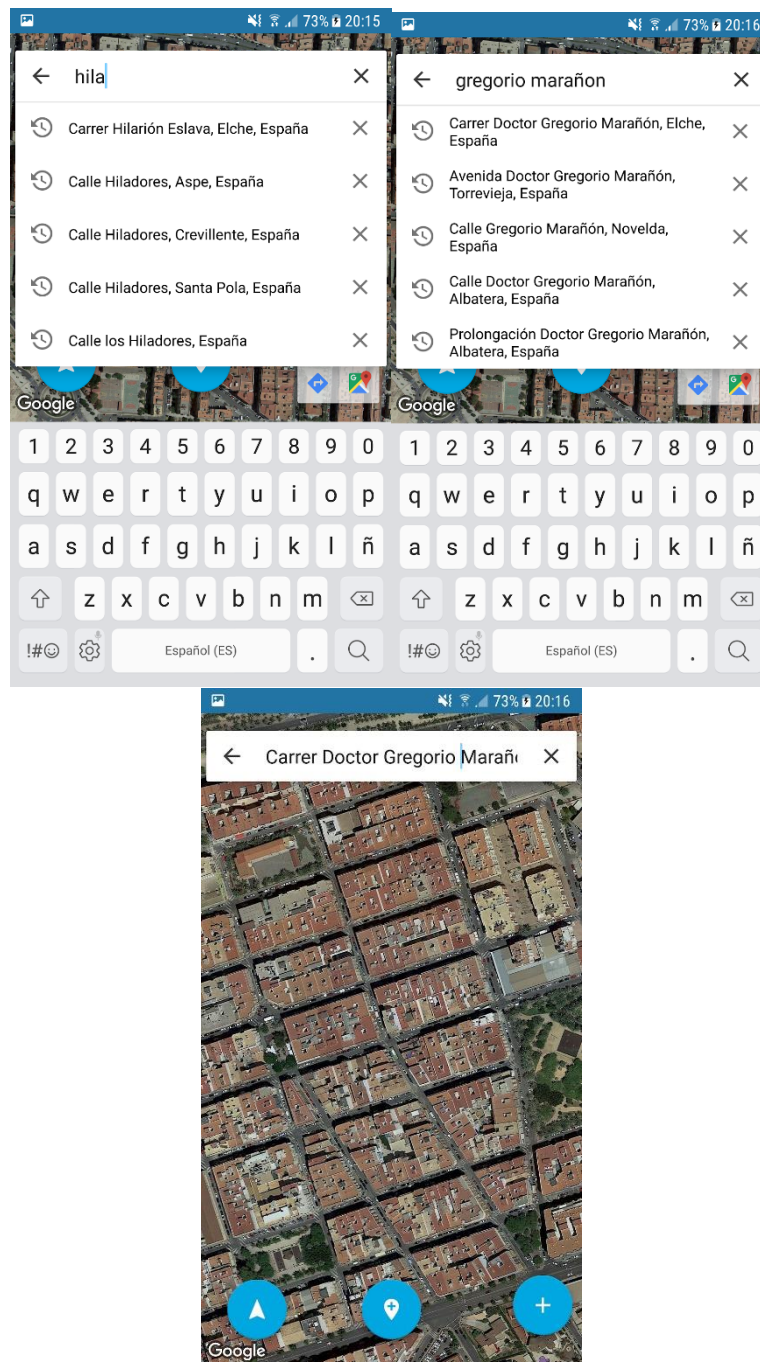 73% 20:15
hila
Carrer Hilarión Eslava, Elche, España
Calle Hiladores, Aspe, España
Calle Hiladores, Crevillente, España
Calle Hiladores, Santa Pola, España
Calle los Hiladores, España
Google
1 2 3 4 5 6 7 8 9 0
q w e r t y u i o p
a s d f g h j k l ñ
z x c v b n m
!#☺ Español (ES) .
73% 20:16
gregorio marañon
Carrer Doctor Gregorio Marañón, Elche,
España
Avenida Doctor Gregorio Marañón,
Torrevieja, España
Calle Gregorio Marañón, Novelda,
España
Calle Doctor Gregorio Marañón,
Albatera, España
Prolongación Doctor Gregorio Marañón,
Albatera, España
Google
1 2 3 4 5 6 7 8 9 0
q w e r t y u i o p
a s d f g h j k l ñ
z x c v b n m
!#☺ Español (ES) .
73% 20:16
Carrer Doctor Gregorio Marañ
Google